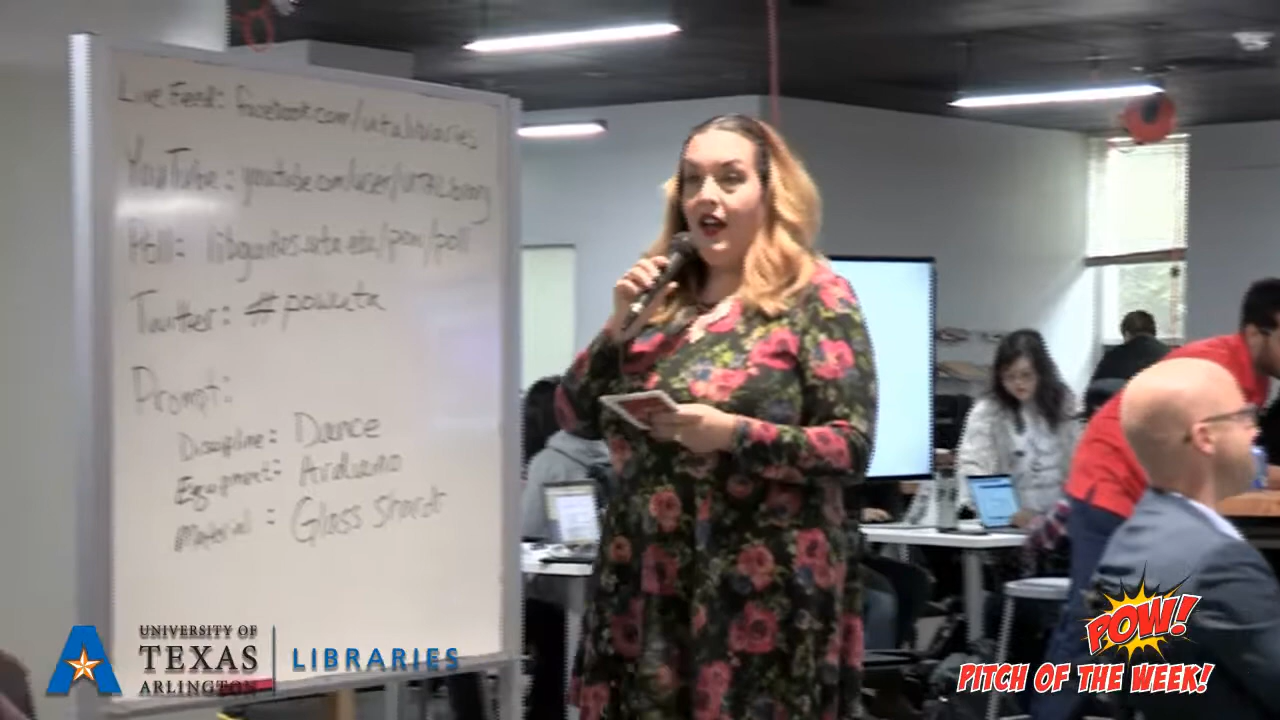 Live Feed: facebook.com/utalibraries
YouTube: youtube.com/user/UTALibrary
Poll: libguides.uta.edu/pow/poll
Twitter: #powuta
Prompt:
Discipline: Dance
Equipment: Arduino
Material: Glass Shard
UNIVERSITY OF
TEXAS
ARLINGTON
LIBRARIES
POW!
PITCH OF THE WEEK!